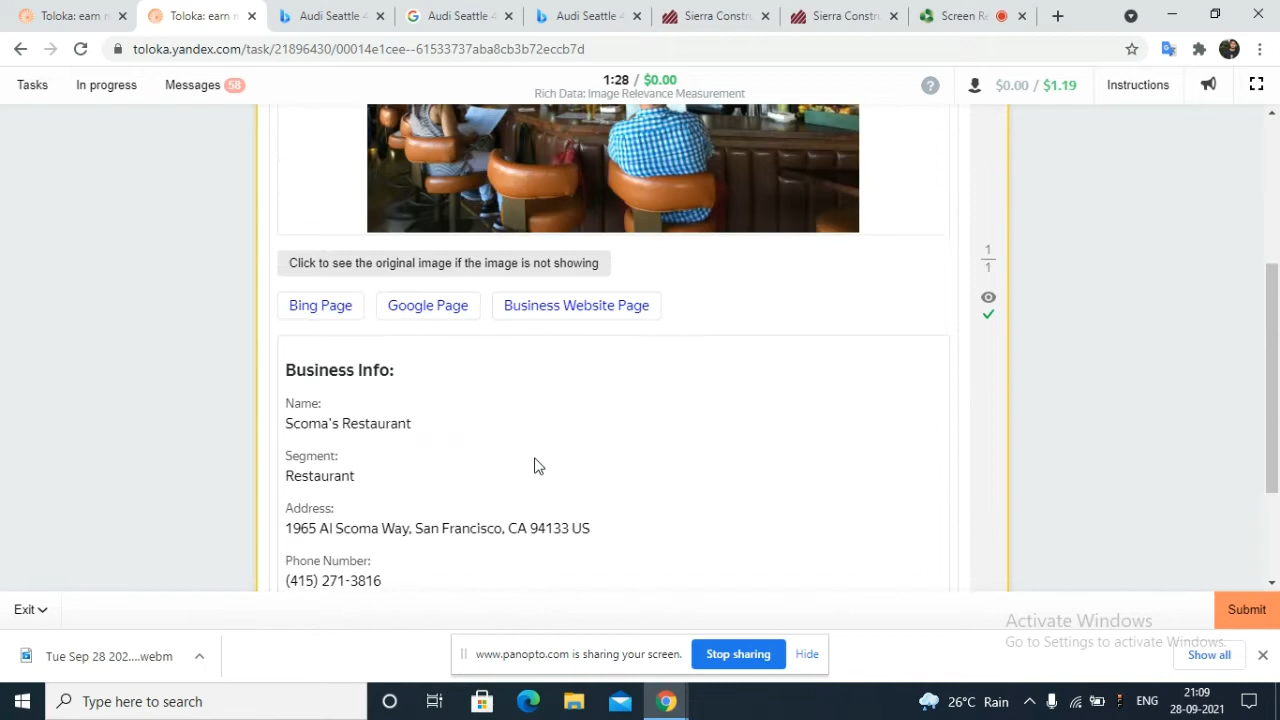 Toloka: earn r
Toloka: earn r
Audi Seattle
Audi Seattle
Audi Seattle
Sierra Constru
Sierra Constru
Screen Re
toloka.yandex.com/task/21896430/00014e1cee--61533737aba8cb3b72eccb7d
Tasks In progress Messages 58
1:28 / $0.00
Rich Data: Image Relevance Measurement
? $0.00 / $1.19 Instructions
Click to see the original image if the image is not showing
1
1
Bing Page Google Page Business Website Page
Business Info:
Name:
Scoma's Restaurant
Segment:
Restaurant
Address:
1965 Al Scoma Way, San Francisco, CA 94133 US
Phone Number:
(415) 271-3816
Exit
Submit
Activate Windows
Go to Settings to activate Windows.
Tue Sep 28 202....webm
www.panopto.com is sharing your screen. Stop sharing Hide
Show all
Type here to search
26°C Rain
ENG
21:09
28-09-2021